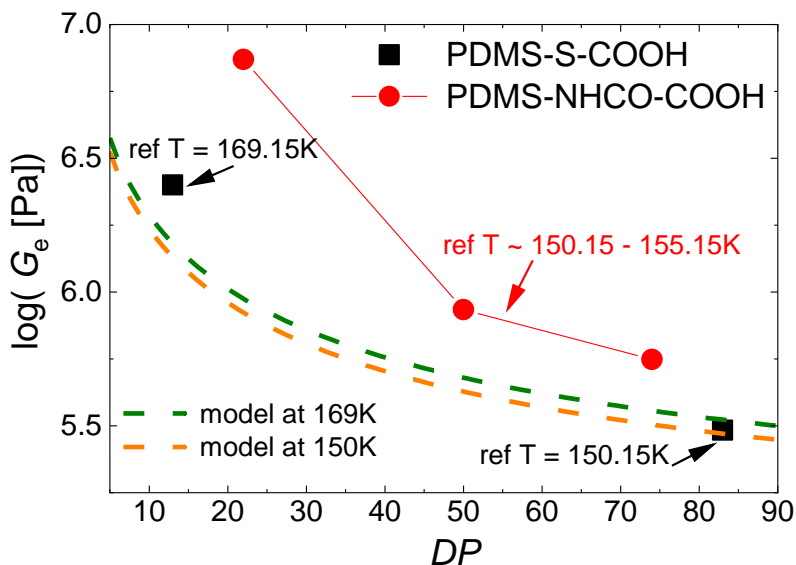 7.0
6.5
6.0
5.5
log( Ge [Pa])
PDMS-S-COOH
PDMS-NHCO-COOH
ref T = 169.15K
ref T ~ 150.15 - 155.15K
model at 169K
model at 150K
ref T = 150.15K
10 20 30 40 50 60 70 80 90
DP